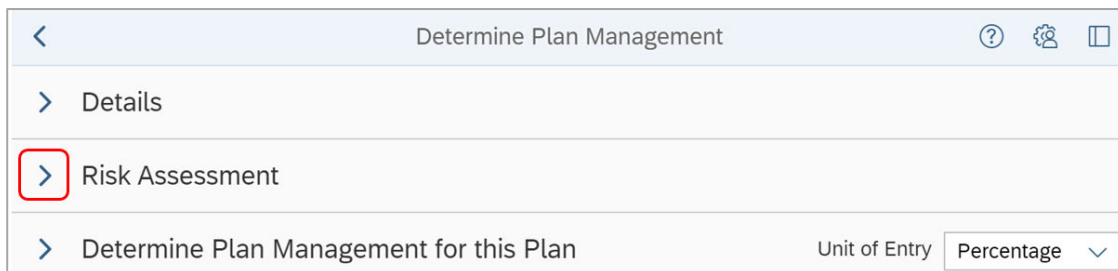 Determine Plan Management
Details
Risk Assessment
Determine Plan Management for this Plan Unit of Entry Percentage